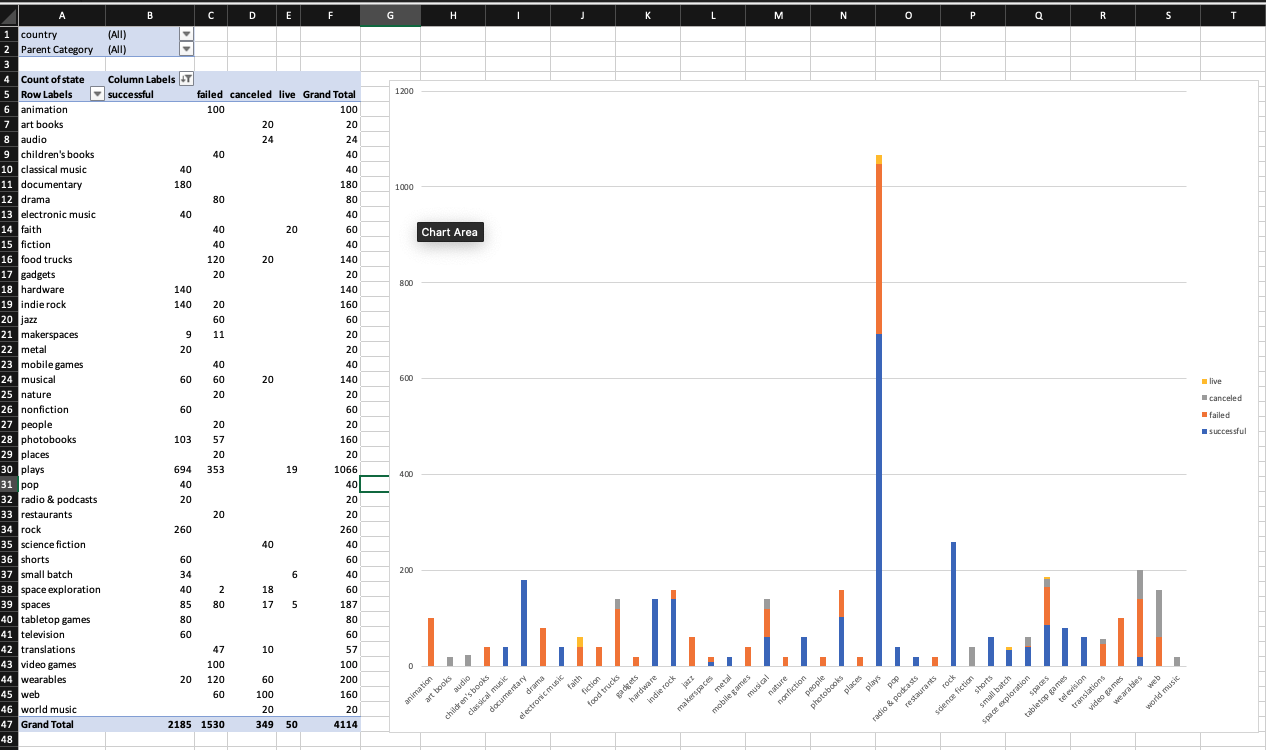 A B C D E F G H I J K L M N O P Q R S T
1 country (All)
2 Parent Category (All)
3
4 Count of state Column Labels
5 Row Labels successful failed canceled live Grand Total
6 animation 100 100
7 art books 20 20
8 audio 24 24
9 children's books 40 40
10 classical music 40 40
11 documentary 180 180
12 drama 80 80
13 electronic music 40 40
14 faith 40 20 60
15 fiction 40 40
16 food trucks 120 20 140
17 gadgets 20 20
18 hardware 140 140
19 indie rock 140 20 160
20 jazz 60 60
21 makerspaces 9 11 20
22 metal 20 20
23 mobile games 40 40
24 musical 60 60 20 140
25 nature 20 20
26 nonfiction 60 60
27 people 20 20
28 photobooks 103 57 160
29 places 20 20
30 plays 694 353 19 1066
31 pop 40 40
32 radio & podcasts 20 20
33 restaurants 20 20
34 rock 260 260
35 science fiction 40 40
36 shorts 60 60
37 small batch 34 6 40
38 space exploration 40 2 18 60
39 spaces 85 80 17 5 187
40 tabletop games 80 80
41 television 60 60
42 translations 47 10 57
43 video games 100 100
44 wearables 20 120 60 200
45 web 60 100 160
46 world music 20 20
47 Grand Total 2185 1530 349 50 4114
48
1200
1000
Chart Area
800
600
400
200
0
live
canceled
failed
successful
animation
art books
audio
children's books
classical music
documentary
drama
electronic music
faith
fiction
food trucks
gadgets
hardware
indie rock
jazz
makerspaces
metal
mobile games
musical
nature
nonfiction
people
photobooks
places
plays
pop
radio & podcasts
restaurants
rock
science fiction
shorts
small batch
space exploration
spaces
tabletop games
television
translations
video games
wearables
web
world music